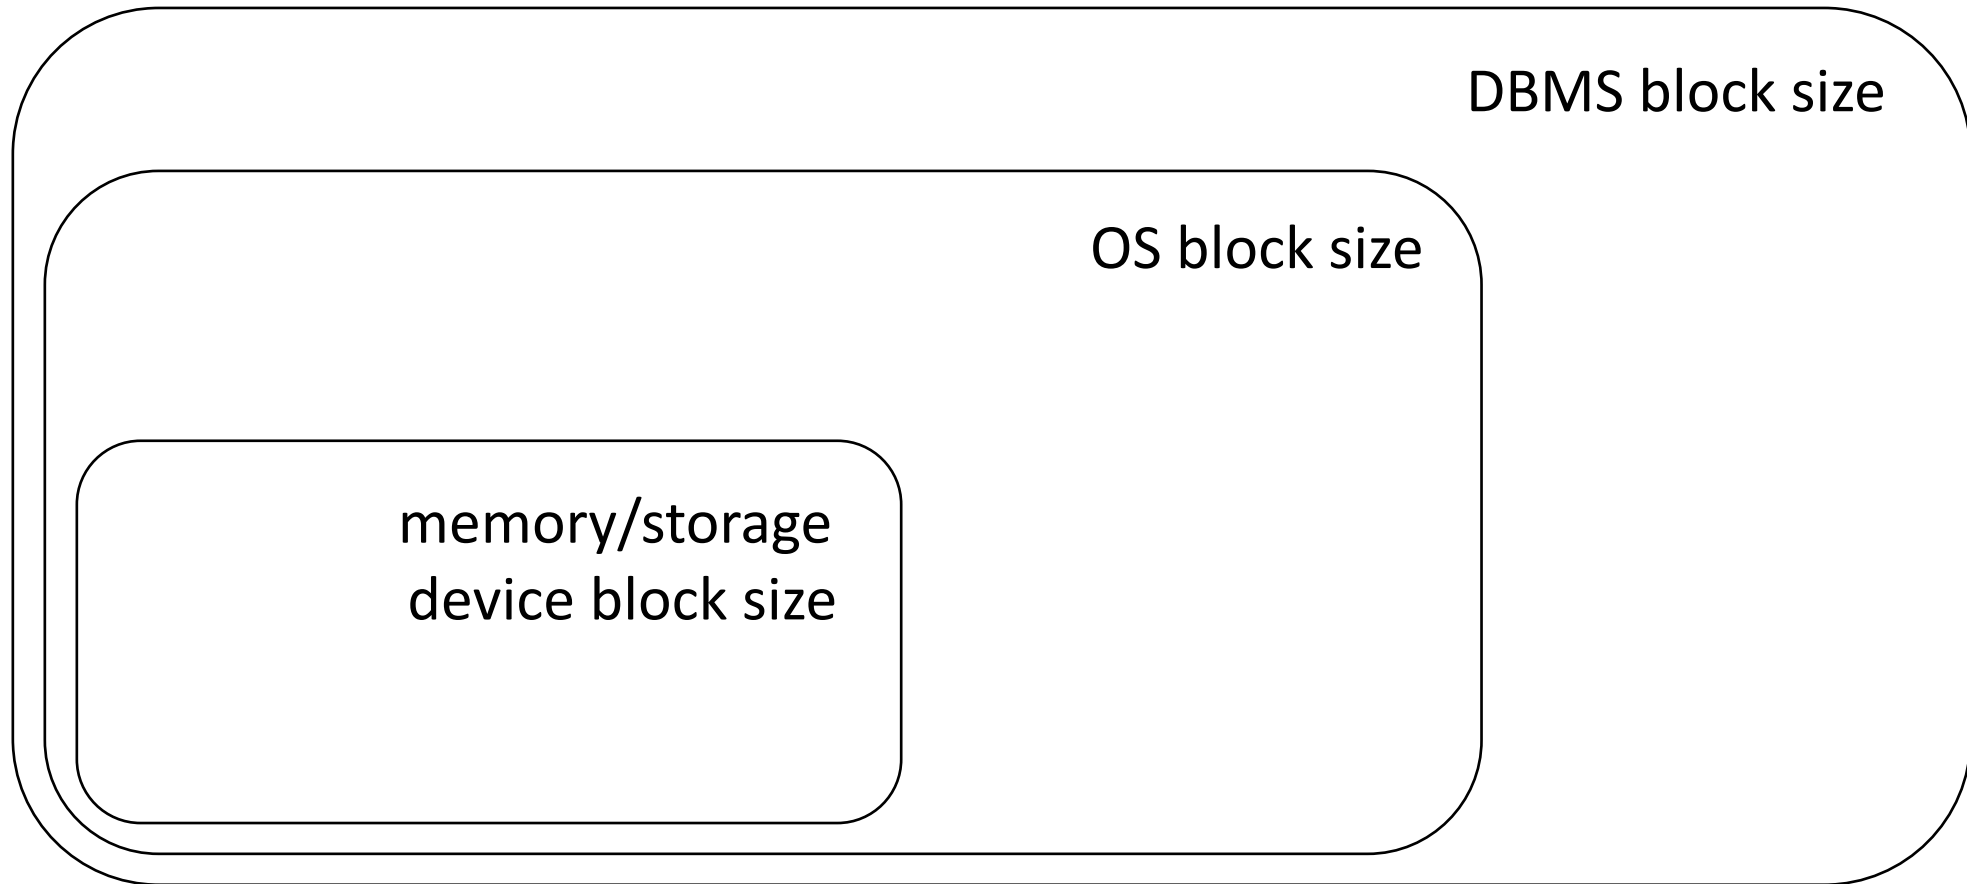 DBMS block size
OS block size
memory/storage
device block size